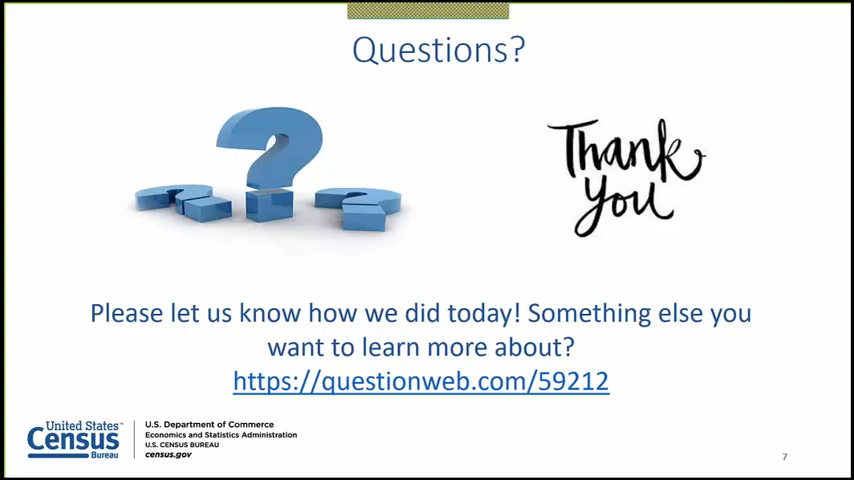 Questions?
Thank
You
Please let us know how we did today! Something else you
want to learn more about?
https://questionweb.com/59212
United States™
Census
Bureau
U.S. Department of Commerce
Economics and Statistics Administration
U.S. CENSUS BUREAU
census.gov
7